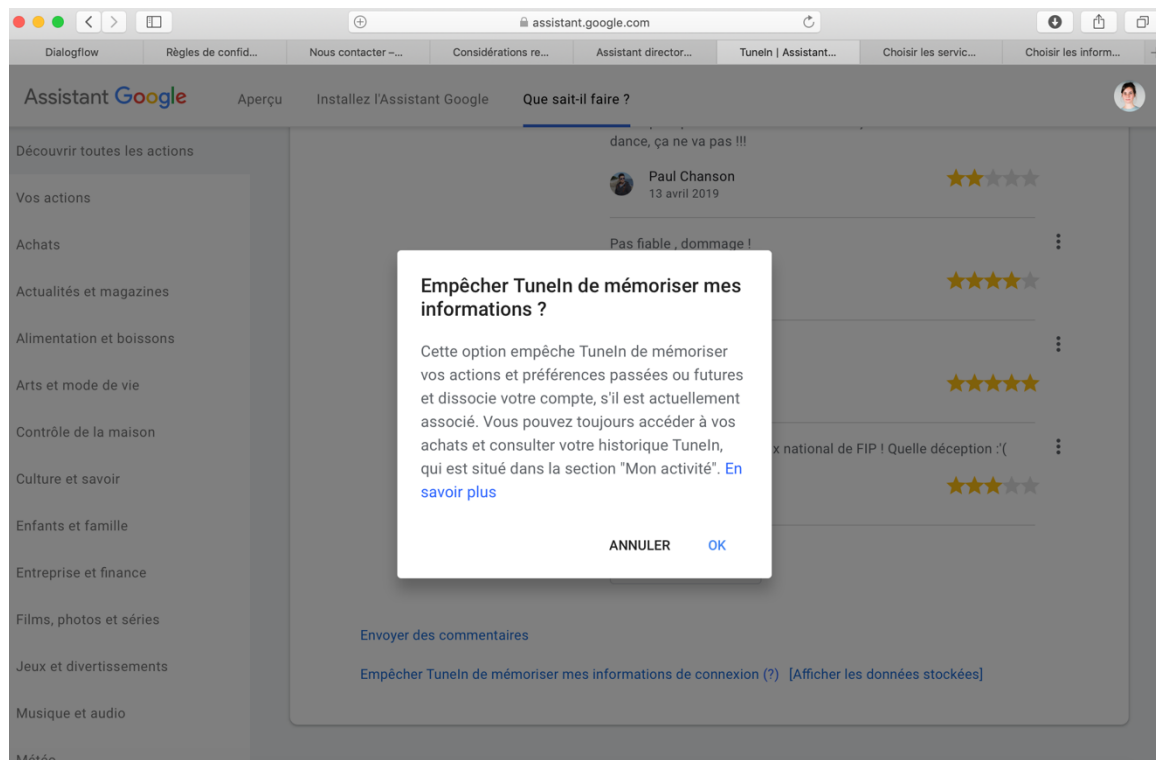 assistant.google.com
Dialogflow
Règles de confid...
Nous contacter –...
Considérations re...
Assistant director...
TuneIn | Assistant...
Choisir les servic...
Choisir les inform...
Assistant Google
Aperçu
Installez l'Assistant Google
Que sait-il faire ?
Découvrir toutes les actions
Vos actions
Achats
Actualités et magazines
Alimentation et boissons
Arts et mode de vie
Contrôle de la maison
Culture et savoir
Enfants et famille
Entreprise et finance
Films, photos et séries
Jeux et divertissements
Musique et audio
Météo
dance, ça ne va pas !!!
Paul Chanson
13 avril 2019
Pas fiable , dommage !
x national de FIP ! Quelle déception :'(
Empêcher TuneIn de mémoriser mes
informations ?
Cette option empêche TuneIn de mémoriser
vos actions et préférences passées ou futures
et dissocie votre compte, s'il est actuellement
associé. Vous pouvez toujours accéder à vos
achats et consulter votre historique TuneIn,
qui est situé dans la section "Mon activité". En
savoir plus
ANNULER OK
Envoyer des commentaires
Empêcher TuneIn de mémoriser mes informations de connexion (?) [Afficher les données stockées]